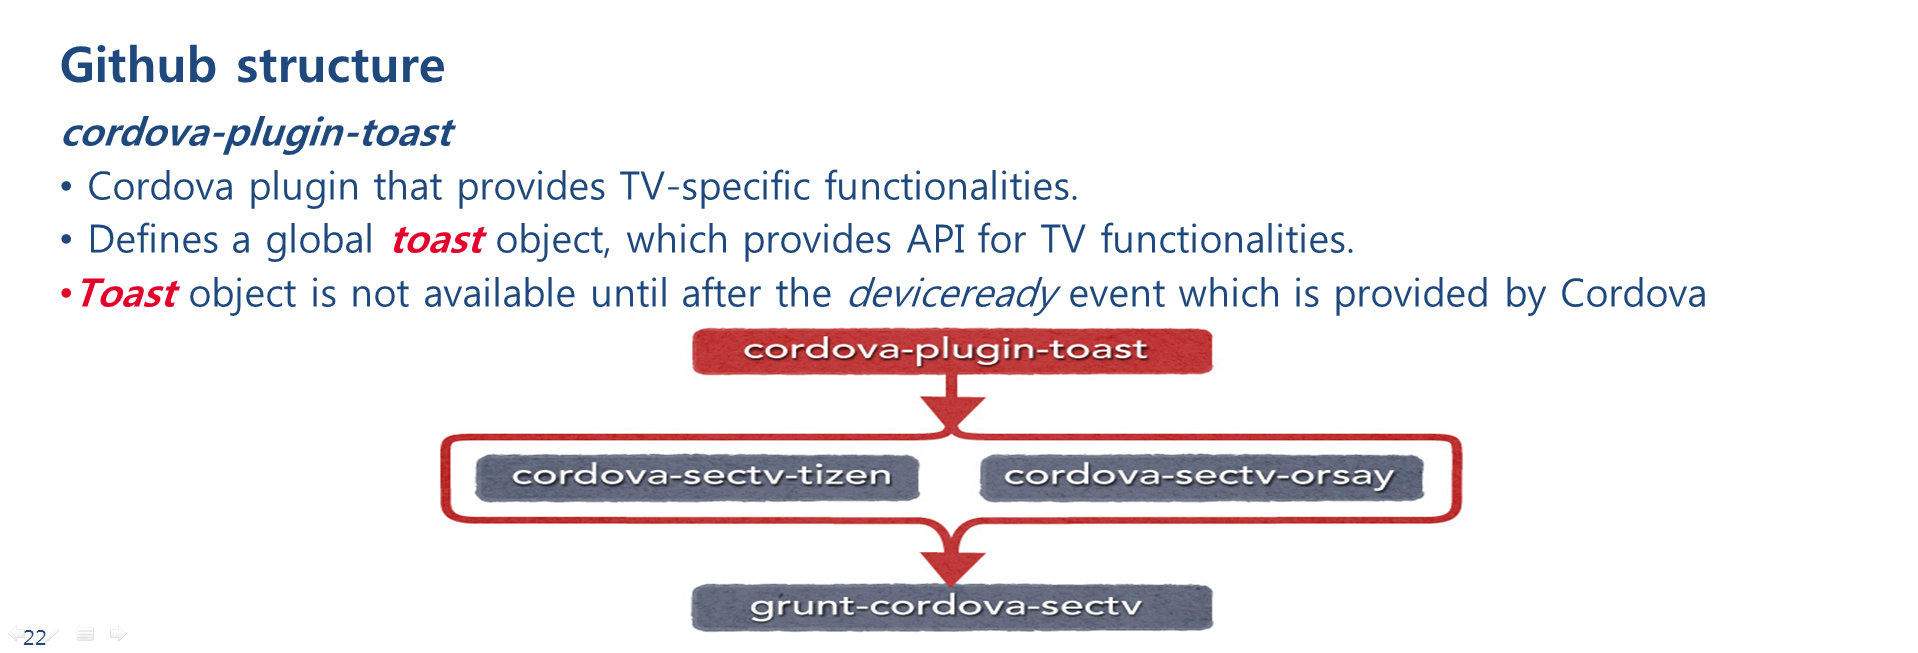 Github structure
cordova-plugin-toast
• Cordova plugin that provides TV-specific functionalities.
• Defines a global toast object, which provides API for TV functionalities.
•Toast object is not available until after the deviceready event which is provided by Cordova
cordova-plugin-toast
cordova-sectv-tizen
cordova-sectv-orsay
grunt-cordova-sectv
22